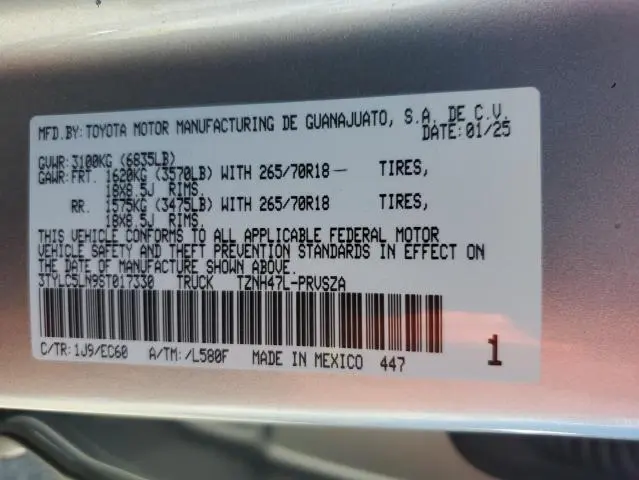 MFD.BY: TOYOTA MOTOR MANUFACTURING DE GUANAJUATO, S.A. DE C.V.
DATE: 01/25
GVWR: 3100KG (6835LB)
GAWR: FRT. 1620KG (3570LB) WITH 265/70R18— TIRES,
18X8.5J RIMS.
RR. 1575KG (3475LB) WITH 265/70R18 TIRES,
18X8.5J RIMS.
THIS VEHICLE CONFORMS TO ALL APPLICABLE FEDERAL MOTOR
VEHICLE SAFETY AND THEFT PREVENTION STANDARDS IN EFFECT ON
THE DATE OF MANUFACTURE SHOWN ABOVE.
3TYLC5LN9ST017330 TRUCK TZNH47L-PRVSZA
C/TR: 1J9/EC60 A/TM: /L580F MADE IN MEXICO 447 1